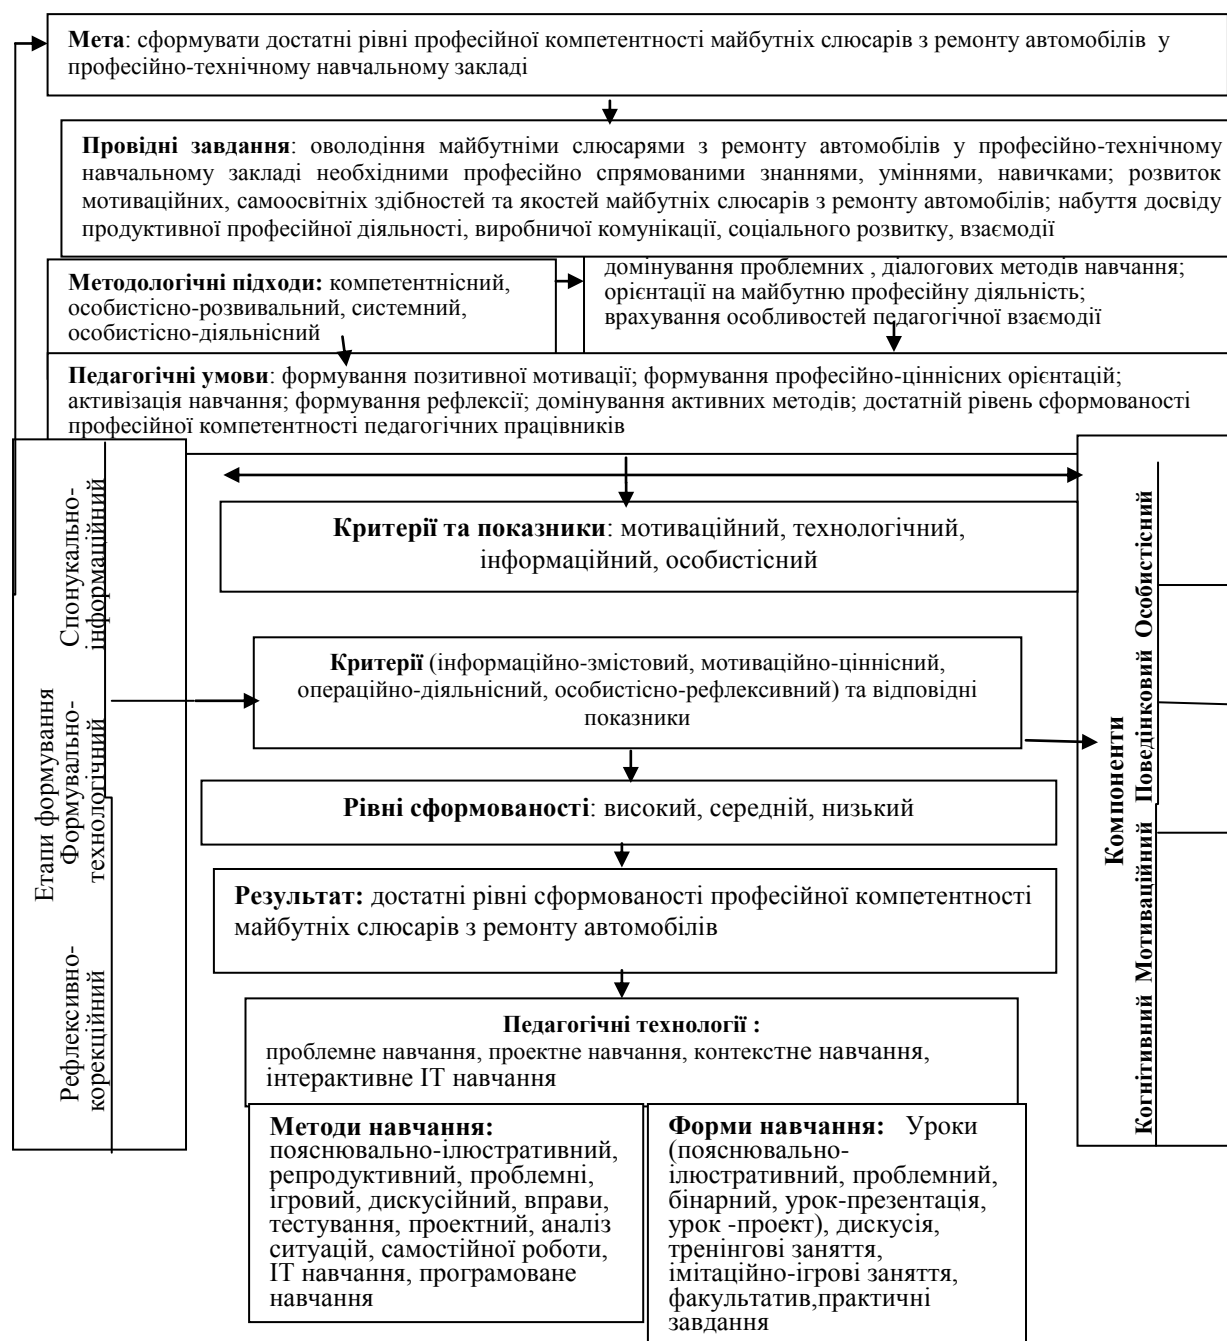 Мета: сформувати достатні рівні професійної компетентності майбутніх слюсарів з ремонту автомобілів у
професійно-технічному навчальному закладі
Провідні завдання: оволодіння майбутніми слюсарями з ремонту автомобілів у професійно-технічному
навчальному закладі необхідними професійно спрямованими знаннями, уміннями, навичками; розвиток
мотиваційних, самоосвітніх здібностей та якостей майбутніх слюсарів з ремонту автомобілів; набуття досвіду
продуктивної професійної діяльності, виробничої комунікації, соціального розвитку, взаємодії
Методологічні підходи: компетентнісний,
особистісно-розвивальний, системний,
особистісно-діяльнісний
домінування проблемних , діалогових методів навчання;
орієнтації на майбутню професійну діяльність;
врахування особливостей педагогічної взаємодії
Педагогічні умови: формування позитивної мотивації; формування професійно-ціннісних орієнтацій;
активізація навчання; формування рефлексії; домінування активних методів; достатній рівень сформованості
професійної компетентності педагогічних працівників
Етапи формування
Спонукально-
інформаційний
Формувально-
технологічний
Рефлексивно-
корекційний
Критерії та показники: мотиваційний, технологічний,
інформаційний, особистісний
Критерії (інформаційно-змістовий, мотиваційно-ціннісний,
операційно-діяльнісний, особистісно-рефлексивний) та відповідні
показники
Рівні сформованості: високий, середній, низький
Результат: достатні рівні сформованості професійної компетентності
майбутніх слюсарів з ремонту автомобілів
Педагогічні технології :
проблемне навчання, проектне навчання, контекстне навчання,
інтерактивне ІТ навчання
Методи навчання:
пояснювально-ілюстративний,
репродуктивний, проблемні,
ігровий, дискусійний, вправи,
тестування, проектний, аналіз
ситуацій, самостійної роботи,
ІТ навчання, програмоване
навчання
Форми навчання: Уроки
(пояснювально-
ілюстративний, проблемний,
бінарний, урок-презентація,
урок -проект), дискусія,
тренінгові заняття,
імітаційно-ігрові заняття,
факультатив,практичні
завдання
Компоненти
Когнітивний Мотиваційний Поведінковий Особистісний